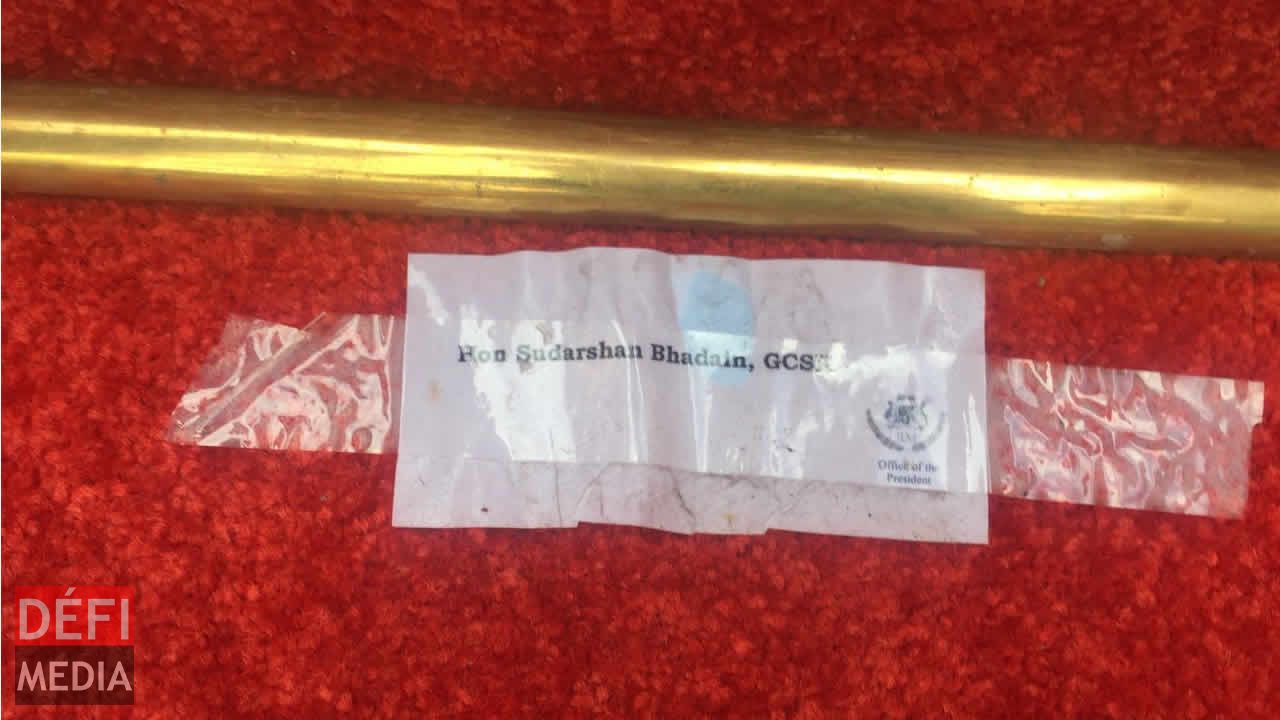 Hon Sudarshan Bhadain, GCSK
Office of the
President
DÉFI
MEDIA